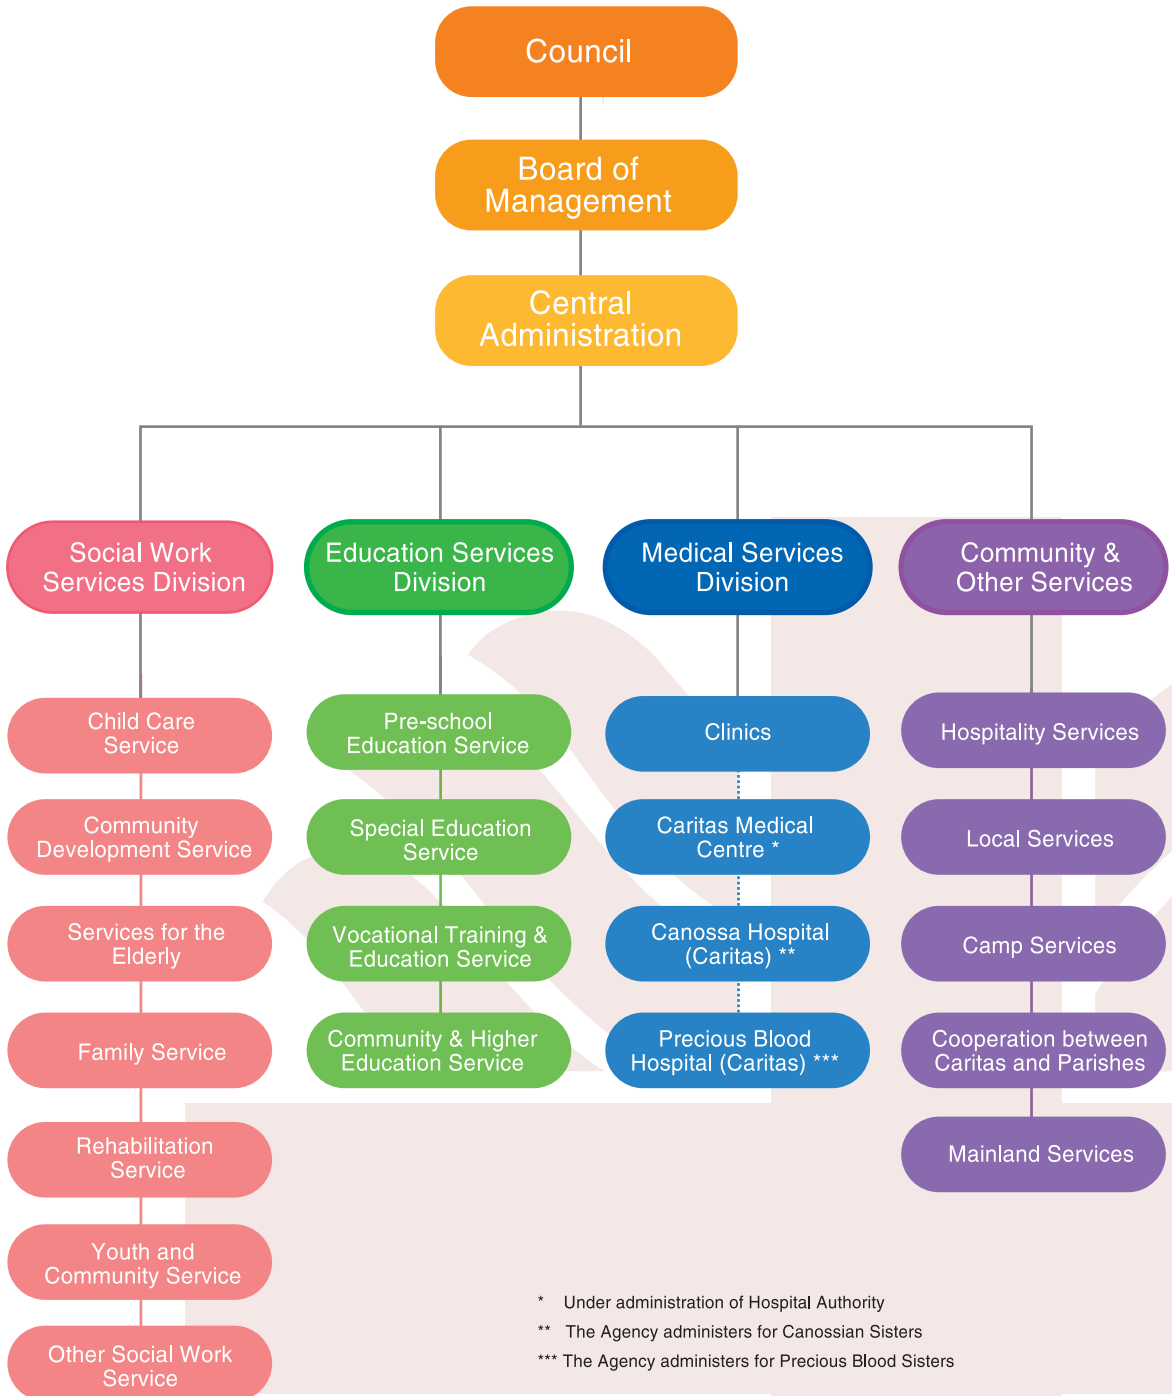 Council
Board of
Management
Central
Administration
Social Work
Services Division
Education Services
Division
Medical Services
Division
Community &
Other Services
Child Care
Service
Community
Development Service
Services for the
Elderly
Family Service
Rehabilitation
Service
Youth and
Community Service
Other Social Work
Service
Pre-school
Education Service
Special Education
Service
Vocational Training &
Education Service
Community & Higher
Education Service
Clinics
Caritas Medical
Centre *
Canossa Hospital
(Caritas) **
Precious Blood
Hospital (Caritas) ***
Hospitality Services
Local Services
Camp Services
Cooperation between
Caritas and Parishes
Mainland Services
* Under administration of Hospital Authority
** The Agency administers for Canossian Sisters
*** The Agency administers for Precious Blood Sisters